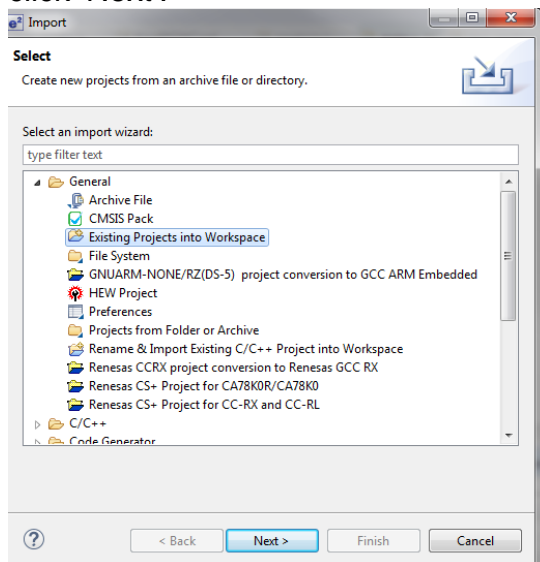 e² Import
Select
Create new projects from an archive file or directory.
Select an import wizard:
type filter text
General
Archive File
CMSIS Pack
Existing Projects into Workspace
File System
GNUARM-NONE/RZ(DS-5) project conversion to GCC ARM Embedded
HEW Project
Preferences
Projects from Folder or Archive
Rename & Import Existing C/C++ Project into Workspace
Renesas CCRX project conversion to Renesas GCC RX
Renesas CS+ Project for CA78K0R/CA78K0
Renesas CS+ Project for CC-RX and CC-RL
C/C++
Code Generator
? < Back Next > Finish Cancel